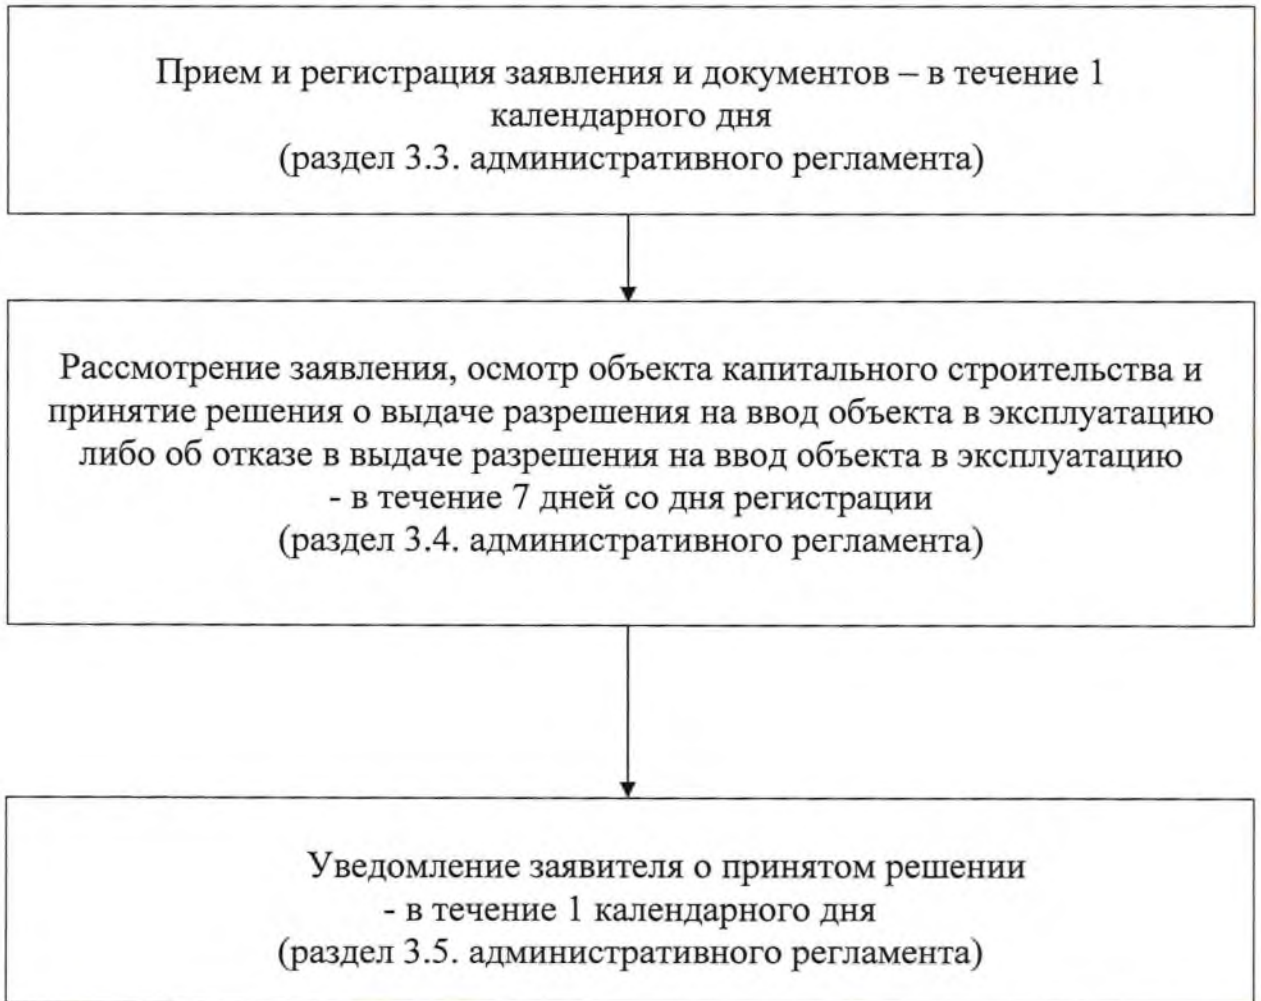 Прием и регистрация заявления и документов – в течение 1
календарного дня
(раздел 3.3. административного регламента)
Рассмотрение заявления, осмотр объекта капитального строительства и
принятие решения о выдаче разрешения на ввод объекта в эксплуатацию
либо об отказе в выдаче разрешения на ввод объекта в эксплуатацию
- в течение 7 дней со дня регистрации
(раздел 3.4. административного регламента)
Уведомление заявителя о принятом решении
- в течение 1 календарного дня
(раздел 3.5. административного регламента)